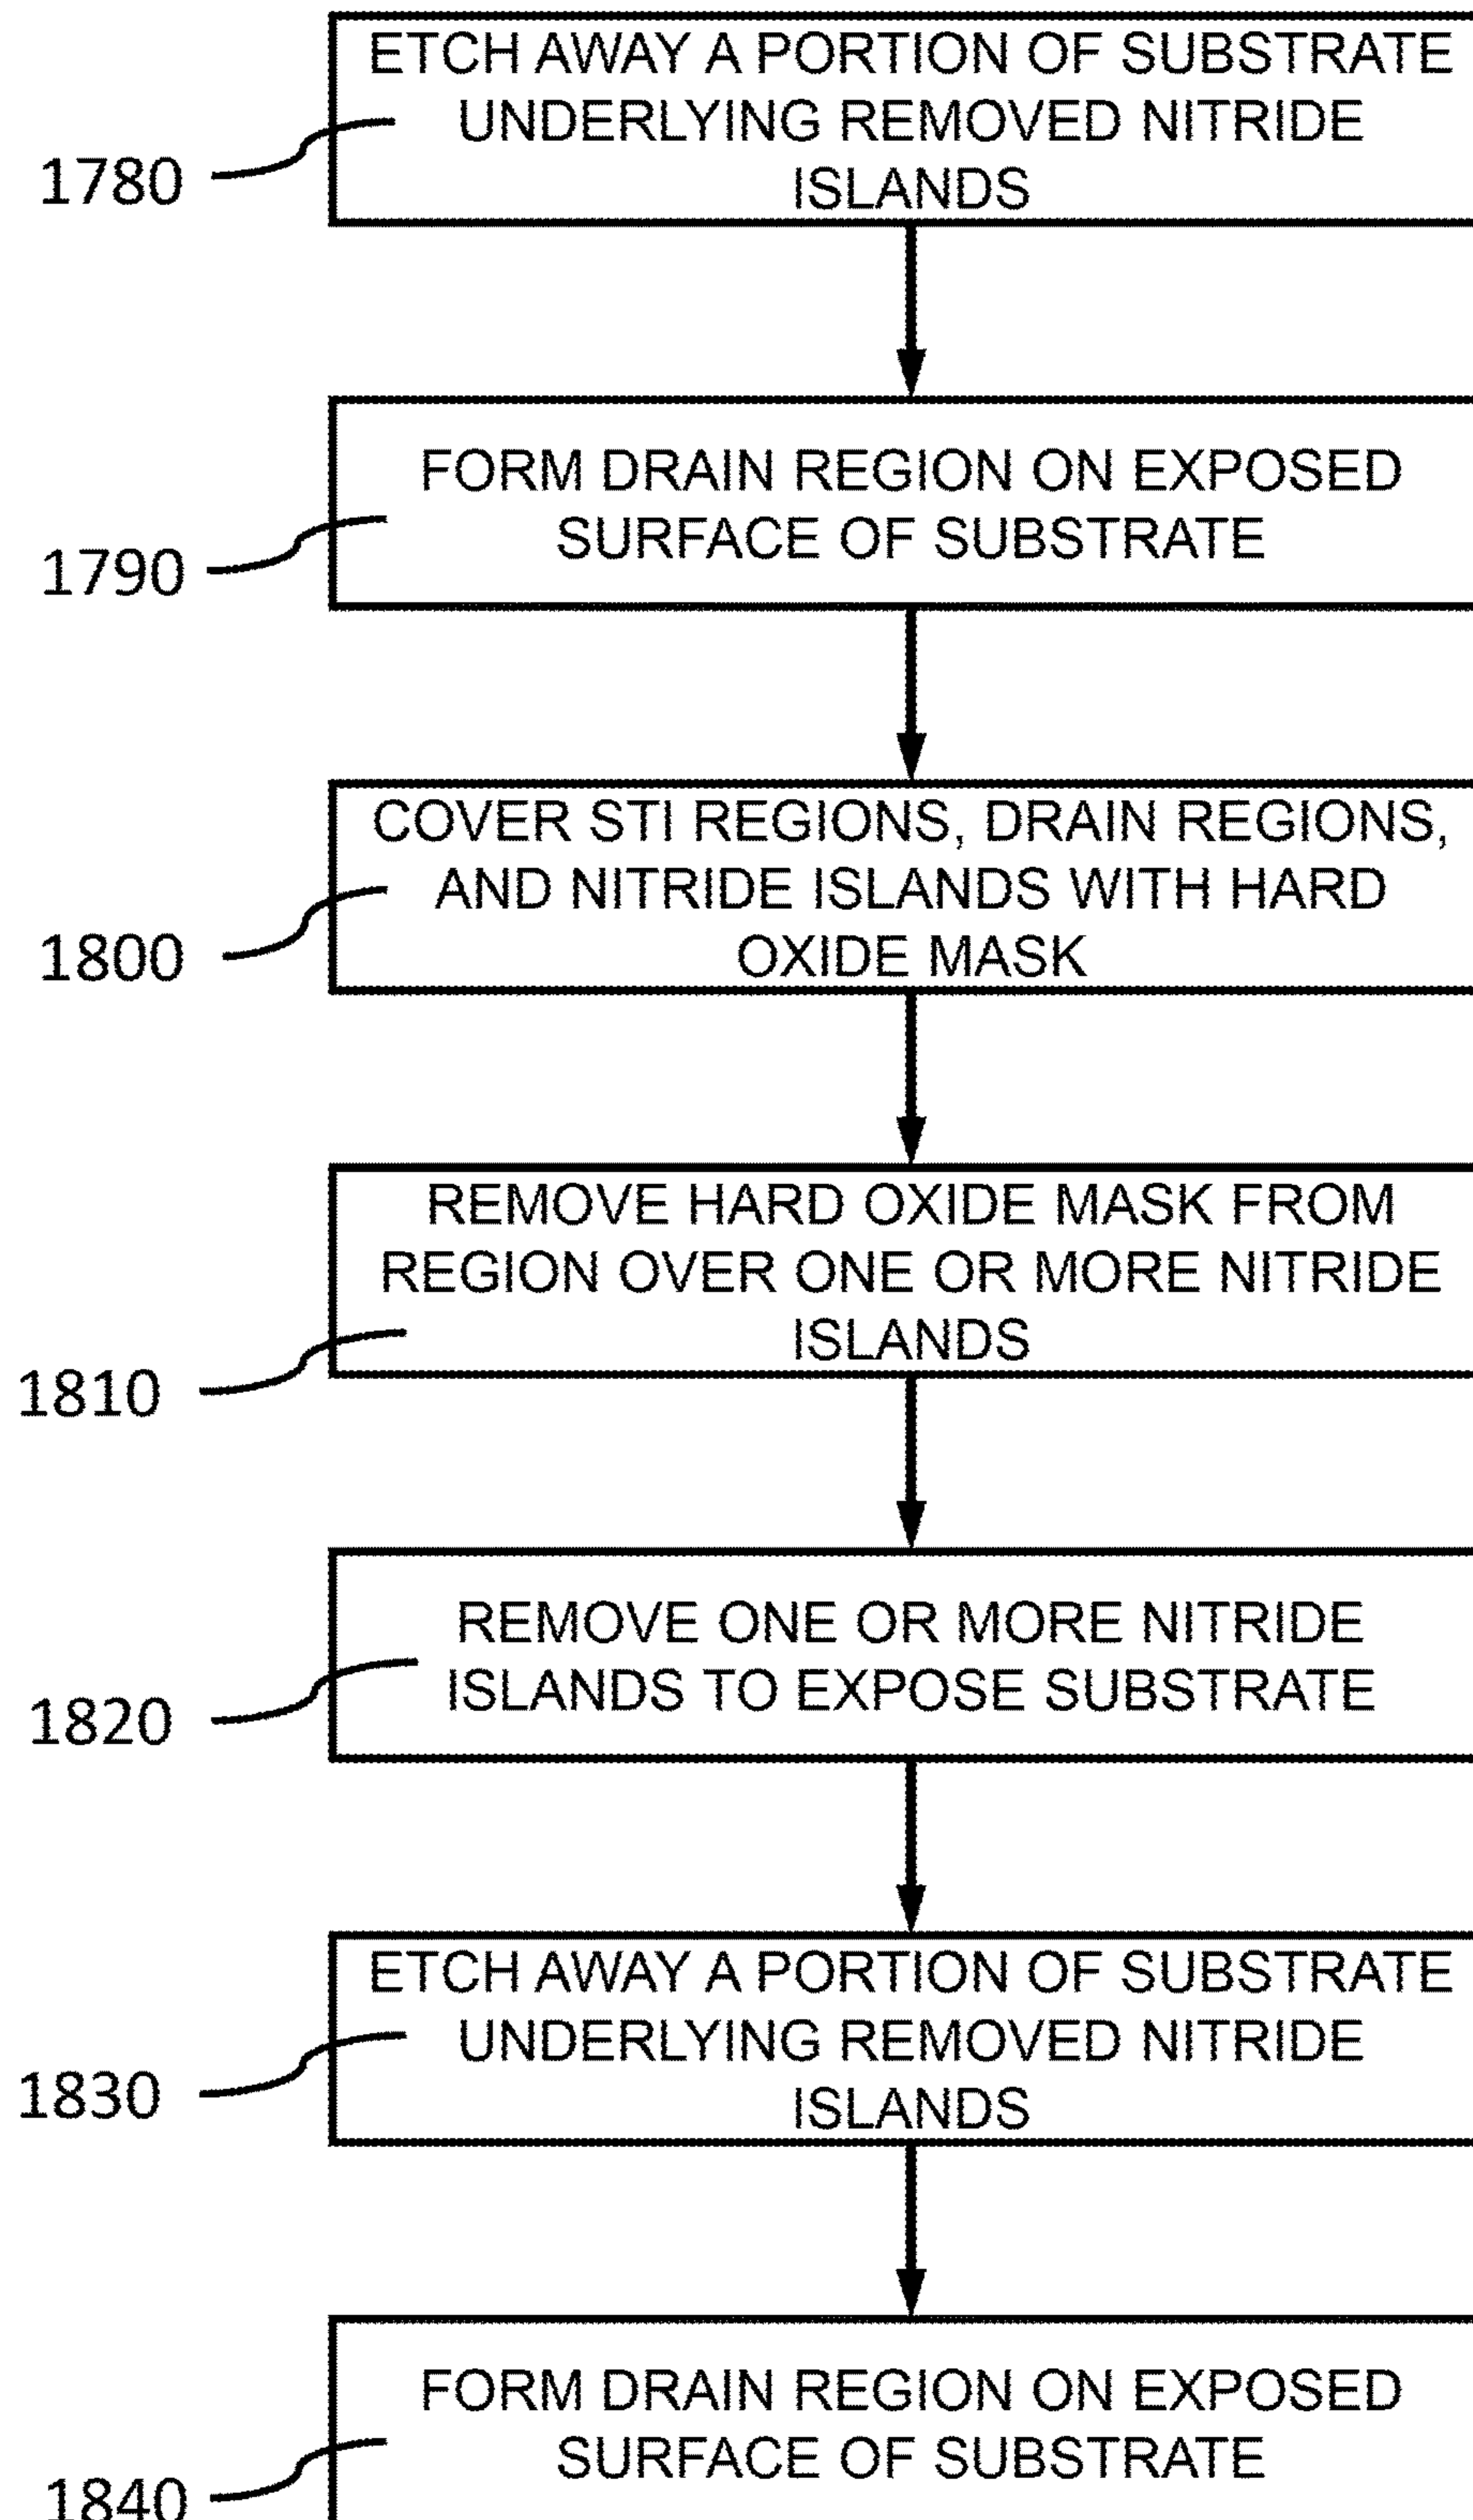 ETCH AWAY A PORTION OF SUBSTRATE
UNDERLYING REMOVED NITRIDE
ISLANDS
1780
FORM DRAIN REGION ON EXPOSED
SURFACE OF SUBSTRATE
1790
COVER STI REGIONS, DRAIN REGIONS,
AND NITRIDE ISLANDS WITH HARD
OXIDE MASK
1800
REMOVE HARD OXIDE MASK FROM
REGION OVER ONE OR MORE NITRIDE
ISLANDS
1810
REMOVE ONE OR MORE NITRIDE
ISLANDS TO EXPOSE SUBSTRATE
1820
ETCH AWAY A PORTION OF SUBSTRATE
UNDERLYING REMOVED NITRIDE
ISLANDS
1830
FORM DRAIN REGION ON EXPOSED
SURFACE OF SUBSTRATE
1840